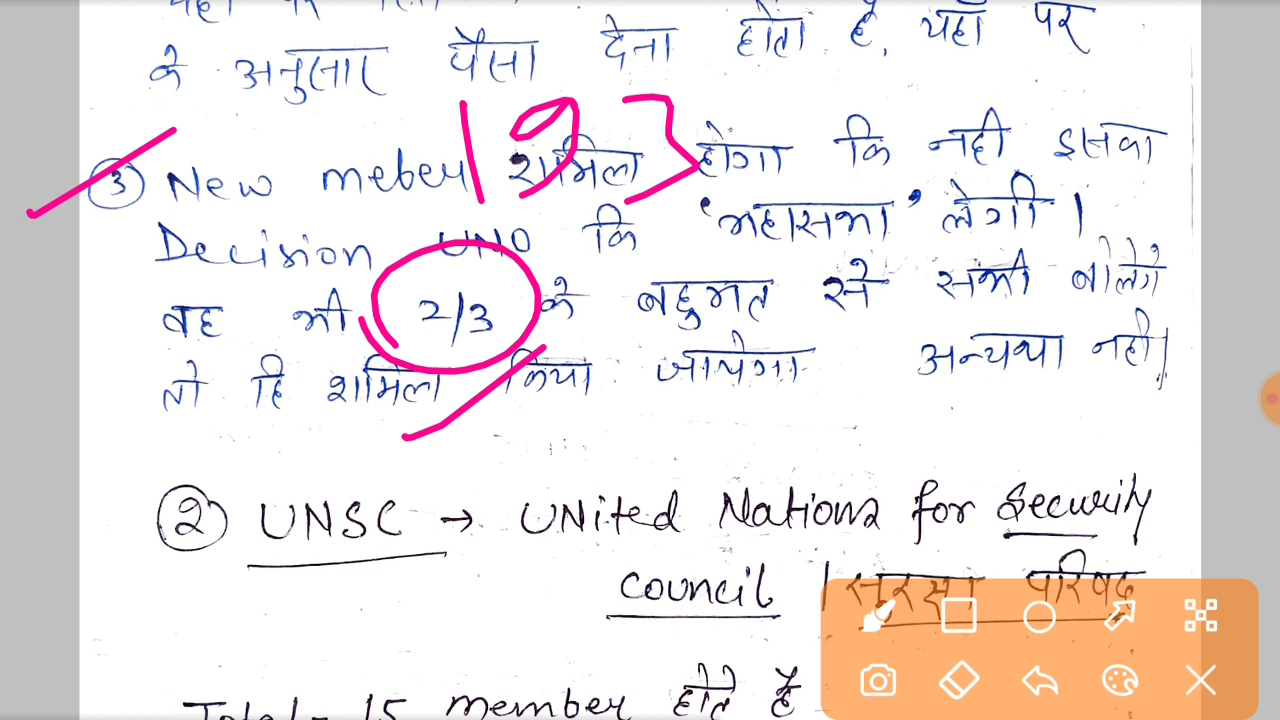 के अनुसार पैसा देना होता है, यहाँ पर
193
③ New meber शामिल होगा कि नही इसका
Decision UNO कि 'महासभा' लेगी।
वह भी 2/3 के बहुमत से सभी बोलेगे
तो हि शामिल किया जायेगा अन्यथा नही।
② UNSC → UNited Nations for Security
council / सुरक्षा परिषद
Total - 15 member होते है